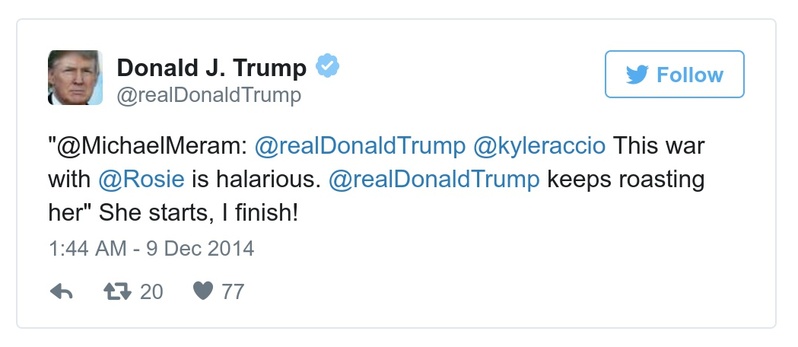 Donald J. Trump
@realDonaldTrump
Follow
"@MichaelMeram: @realDonaldTrump @kyleraccio This war
with @Rosie is halarious. @realDonaldTrump keeps roasting
her" She starts, I finish!
1:44 AM - 9 Dec 2014
20 77